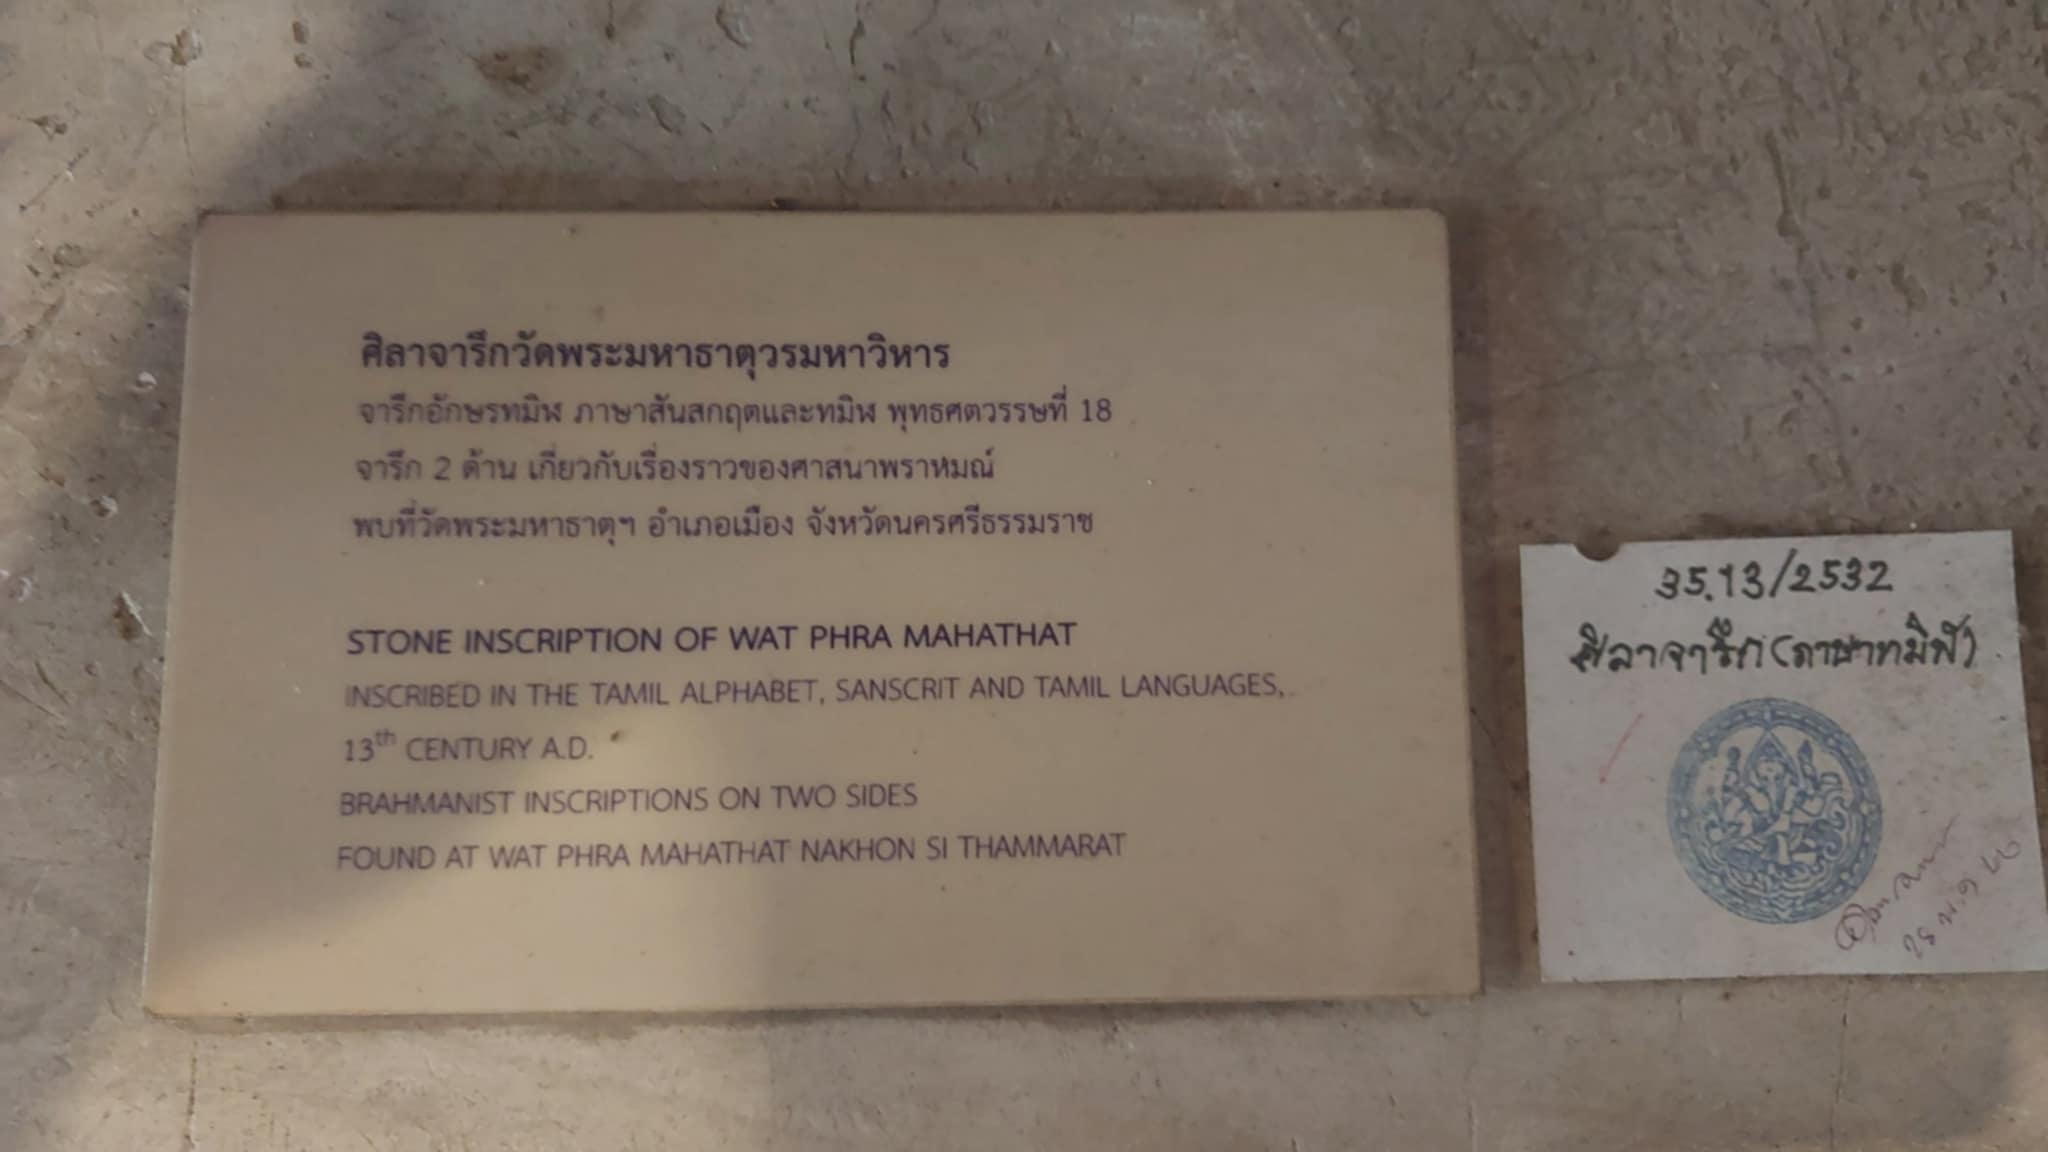 ศิลาจารึกวัดพระมหาธาตุวรมหาวิหาร
จารึกอักษรทมิฬ ภาษาสันสกฤตและทมิฬ พุทธศตวรรษที่ 18
จารึก 2 ด้าน เกี่ยวกับเรื่องราวของศาสนาพราหมณ์
พบที่วัดพระมหาธาตุฯ อำเภอเมือง จังหวัดนครศรีธรรมราช
STONE INSCRIPTION OF WAT PHRA MAHATHAT
INSCRIBED IN THE TAMIL ALPHABET, SANSCRIT AND TAMIL LANGUAGES,
13th CENTURY A.D.
BRAHMANIST INSCRIPTIONS ON TWO SIDES
FOUND AT WAT PHRA MAHATHAT NAKHON SI THAMMARAT
35.13/2532
ศิลาจารึก(ภาษาทมิฬ)